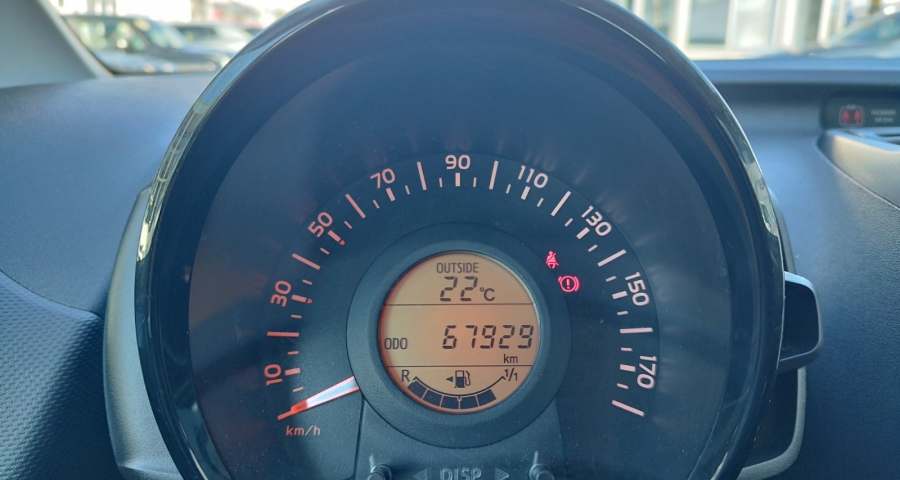 10
30
50
70
90
110
130
150
170
km/h
OUTSIDE
22°C
ODO 67929
km
R 1/1
DISP